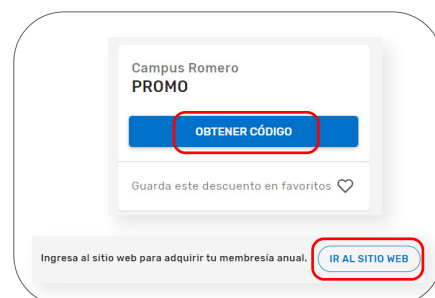 Campus Romero
PROMO
OBTENER CÓDIGO
Guarda este descuento en favoritos
Ingresa al sitio web para adquirir tu membresía anual.
IR AL SITIO WEB